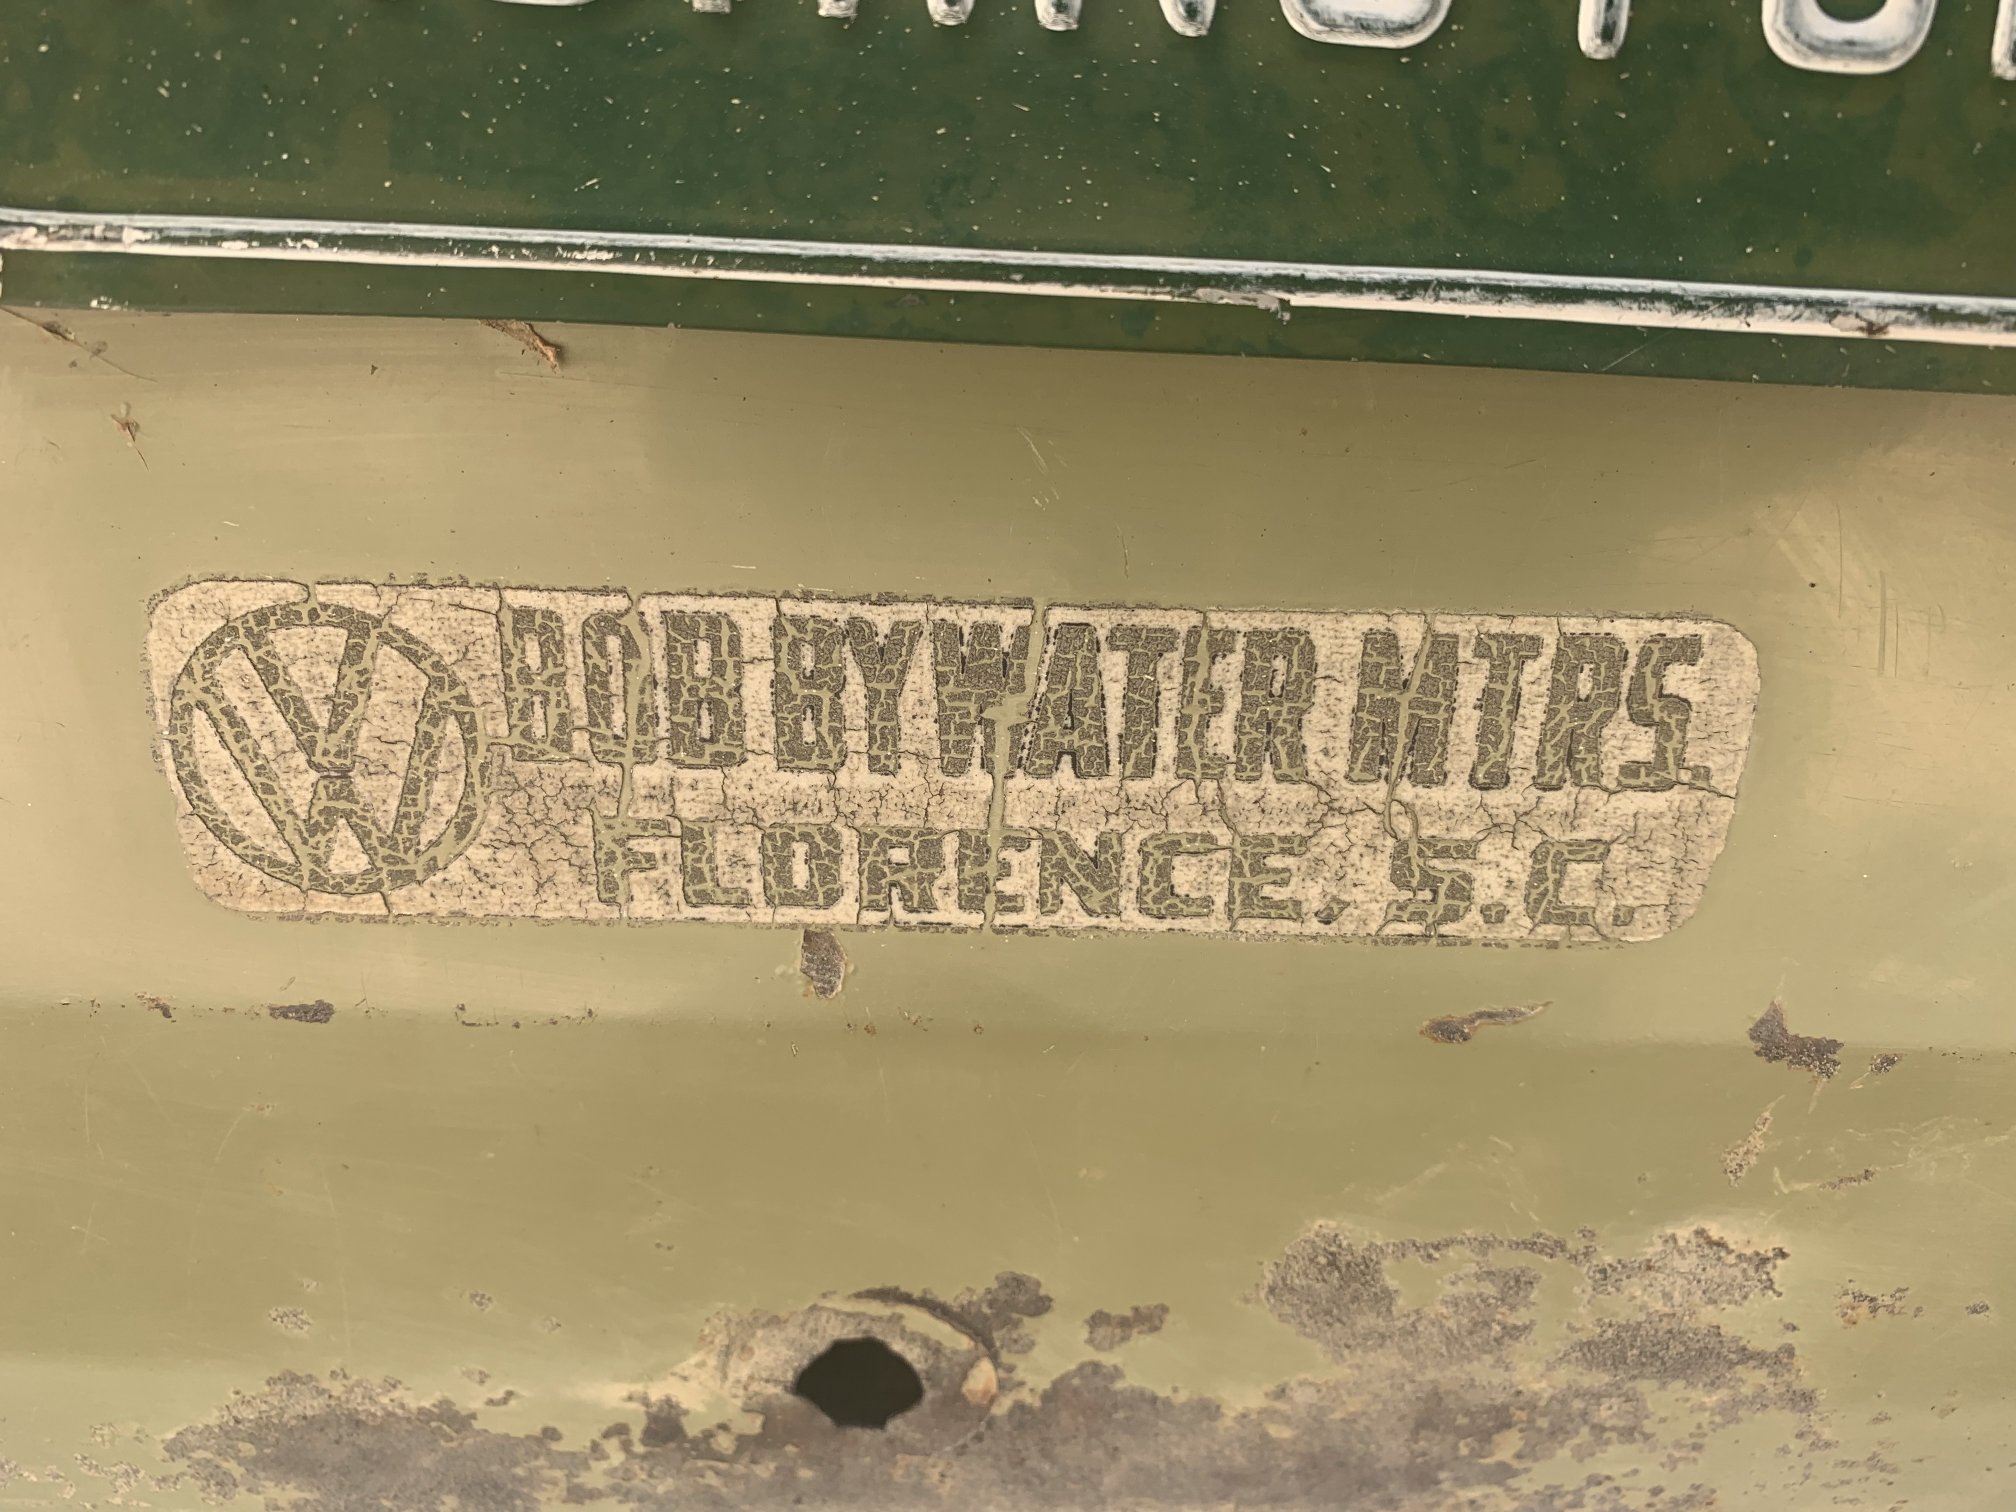 BOB BYWATER MTRS
FLORENCE, S.C.